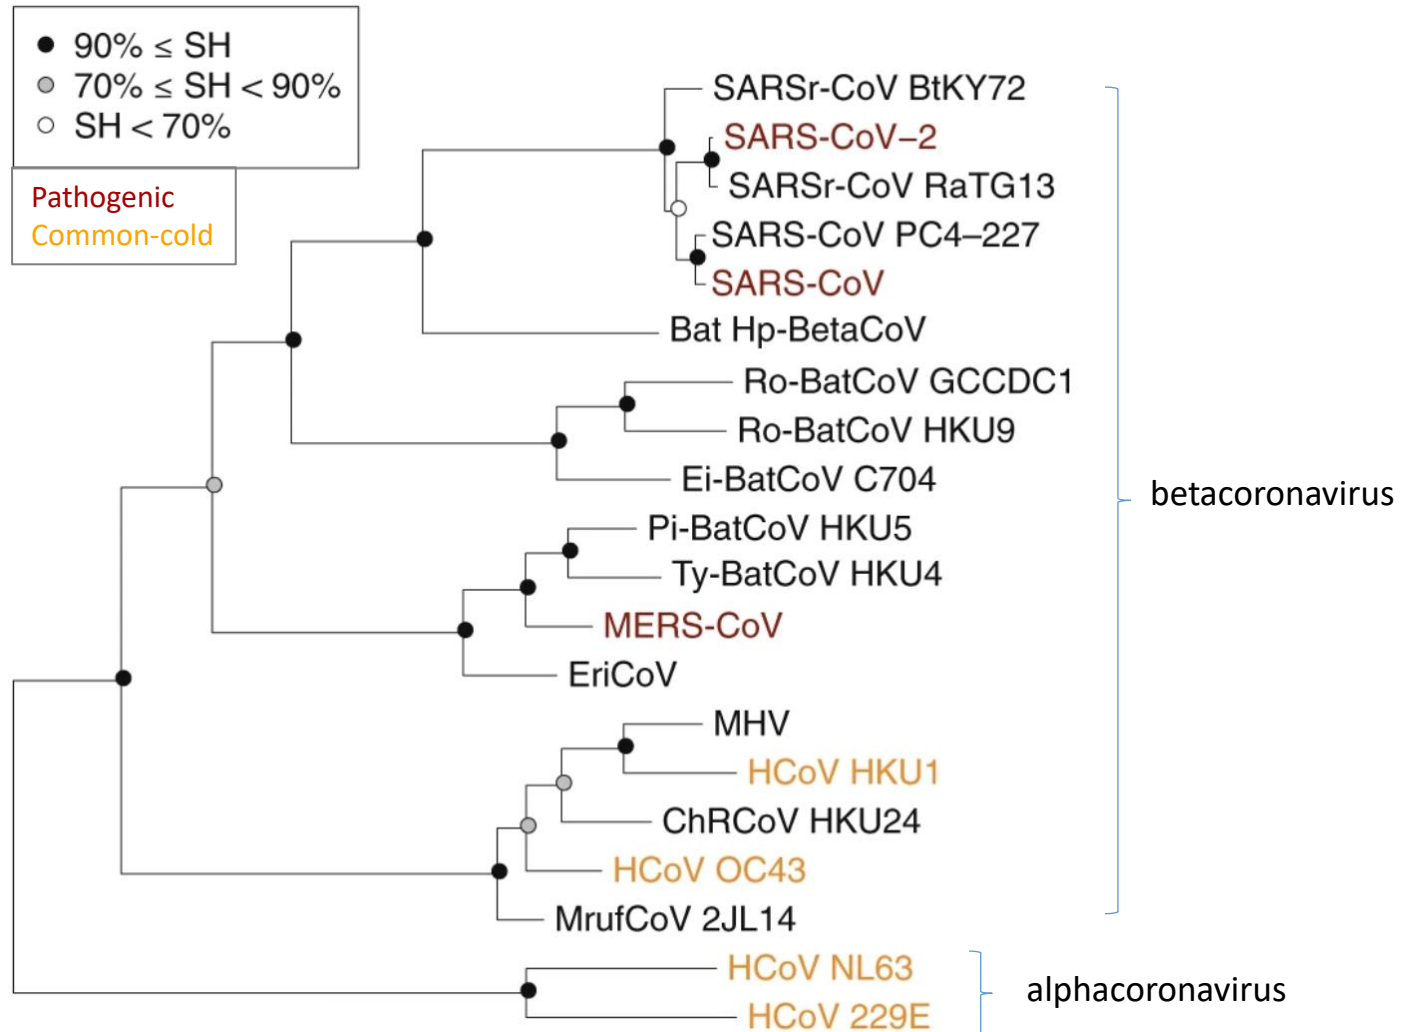 90% ≤ SH
70% ≤ SH < 90%
SH < 70%
Pathogenic
Common-cold
SARSr-CoV BtKY72
SARS-CoV–2
SARSr-CoV RaTG13
SARS-CoV PC4–227
SARS-CoV
Bat Hp-BetaCoV
Ro-BatCoV GCCDC1
Ro-BatCoV HKU9
Ei-BatCoV C704
betacoronavirus
Pi-BatCoV HKU5
Ty-BatCoV HKU4
MERS-CoV
EriCoV
MHV
HCoV HKU1
ChRCoV HKU24
HCoV OC43
MrufCoV 2JL14
HCoV NL63
alphacoronavirus
HCoV 229E